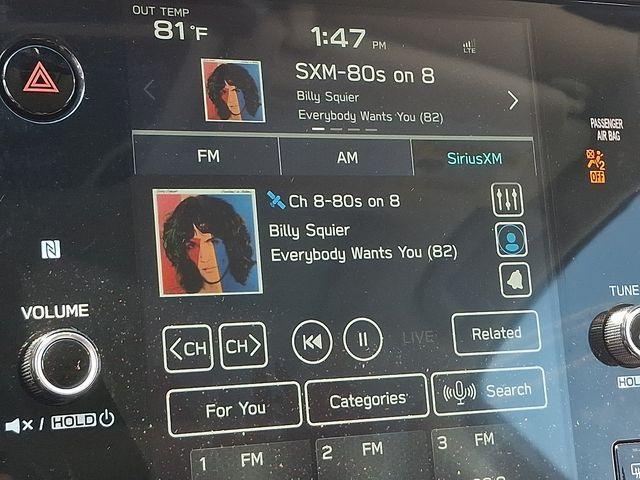 OUT TEMP
81°F
1:47 PM
LTE
SXM-80s on 8
Billy Squier
Everybody Wants You (82)
PASSENGER
AIR BAG
OFF
FM
AM
SiriusXM
Ch 8-80s on 8
Billy Squier
Everybody Wants You (82)
N
VOLUME
TUNE
<CH
CH>
LIVE
Related
For You
Categories
Search
/ HOLD
HOL
1 FM
2 FM
3 FM